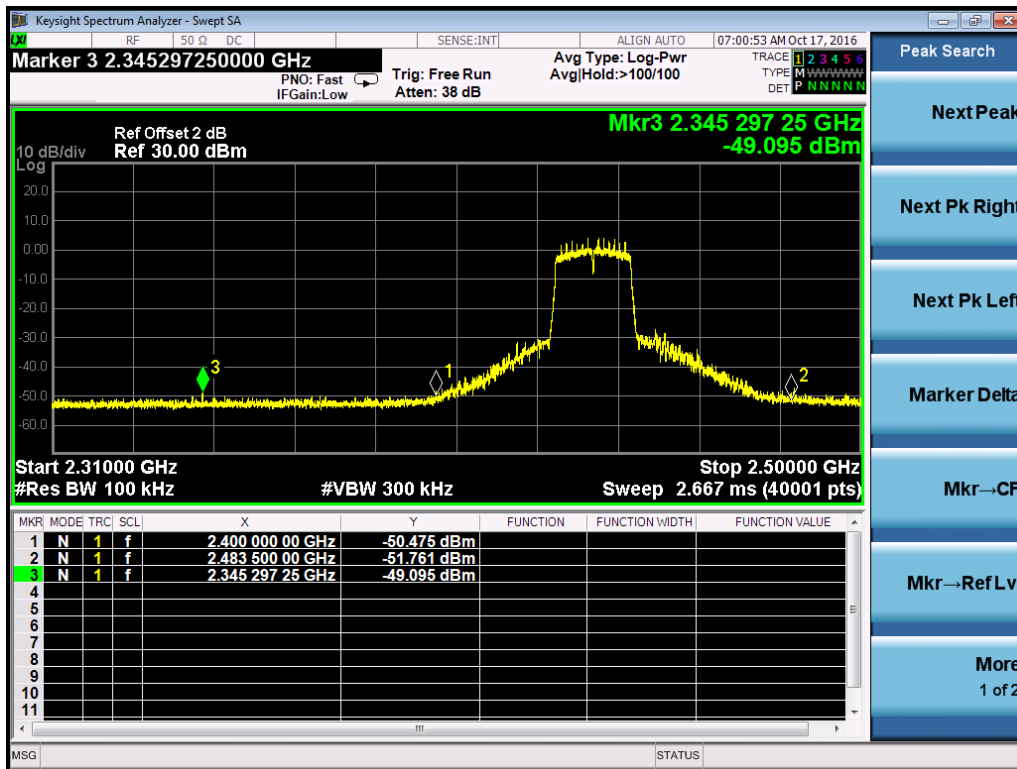 Keysight Spectrum Analyzer - Swept SA
LXI RF 50 Ω DC SENSE:INT ALIGN AUTO 07:00:53 AM Oct 17, 2016
Marker 3 2.345297250000 GHz
PNO: Fast
IFGain:Low
Trig: Free Run
Atten: 38 dB
Avg Type: Log-Pwr
Avg|Hold:>100/100
TRACE 1 2 3 4 5 6
TYPE M WWWWW
DET P N N N N N
Peak Search
Next Peak
Next Pk Right
Next Pk Left
Marker Delta
Mkr→CF
Mkr→Ref Lv
More
1 of 2
Mkr3 2.345 297 25 GHz
-49.095 dBm
Ref Offset 2 dB
10 dB/div Ref 30.00 dBm
Log
20.0
10.0
0.00
-10.0
-20.0
-30.0
-40.0
-50.0
-60.0
3
1
2
Start 2.31000 GHz Stop 2.50000 GHz
#Res BW 100 kHz #VBW 300 kHz Sweep 2.667 ms (40001 pts)
MKR MODE TRC SCL X Y FUNCTION FUNCTION WIDTH FUNCTION VALUE
1 N 1 f 2.400 000 00 GHz -50.475 dBm
2 N 1 f 2.483 500 00 GHz -51.761 dBm
3 N 1 f 2.345 297 25 GHz -49.095 dBm
4
5
6
7
8
9
10
11
MSG STATUS